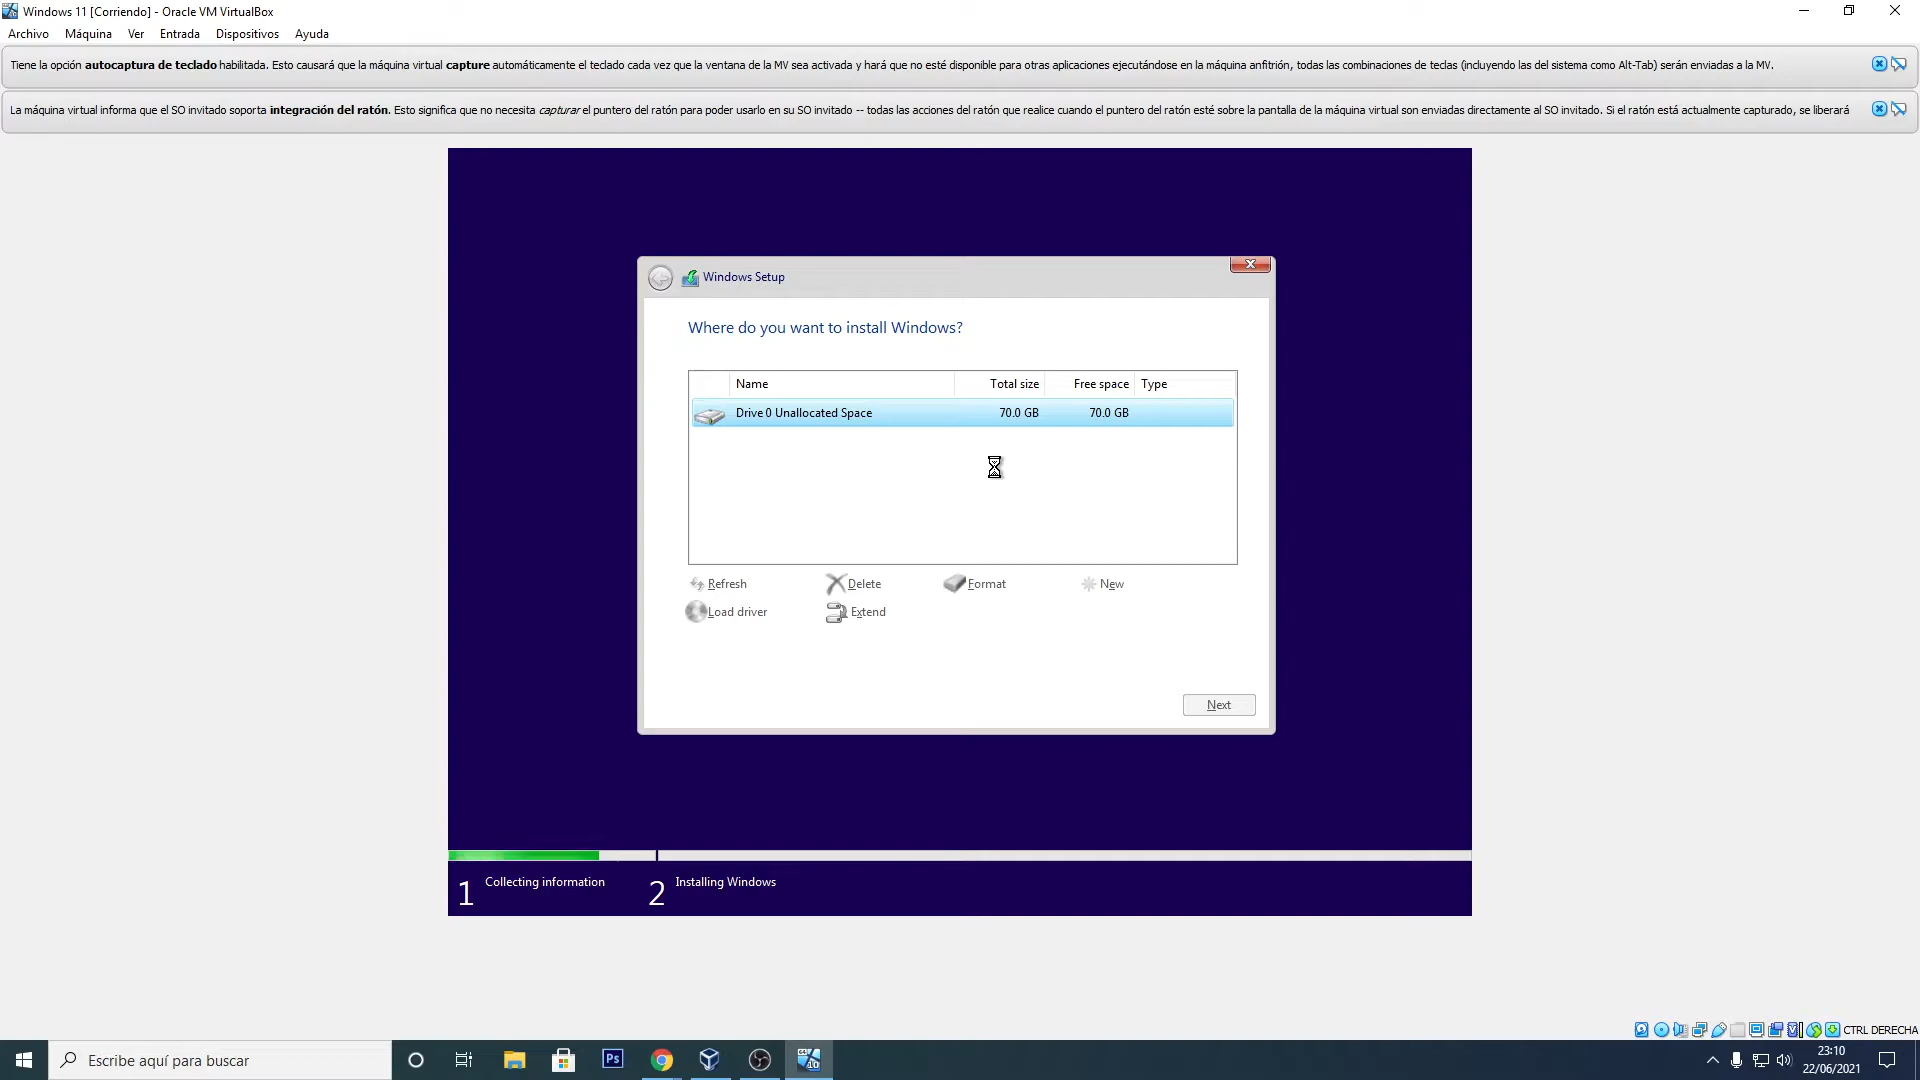 Windows 11 [Corriendo] - Oracle VM VirtualBox
Archivo Máquina Ver Entrada Dispositivos Ayuda
Tiene la opción autocaptura de teclado habilitada. Esto causará que la máquina virtual capture automáticamente el teclado cada vez que la ventana de la MV sea activada y hará que no esté disponible para otras aplicaciones ejecutándose en la máquina anfitrión, todas las combinaciones de teclas (incluyendo las del sistema como Alt-Tab) serán enviadas a la MV.
La máquina virtual informa que el SO invitado soporta integración del ratón. Esto significa que no necesita capturar el puntero del ratón para poder usarlo en su SO invitado -- todas las acciones del ratón que realice cuando el puntero del ratón esté sobre la pantalla de la máquina virtual son enviadas directamente al SO invitado. Si el ratón está actualmente capturado, se liberará
Windows Setup
Where do you want to install Windows?
Name Total size Free space Type
Drive 0 Unallocated Space 70.0 GB 70.0 GB
Refresh Delete Format New
Load driver Extend
Next
1 Collecting information 2 Installing Windows
CTRL DERECHA
Escribe aquí para buscar
Ps
64
10
23:10
22/06/2021